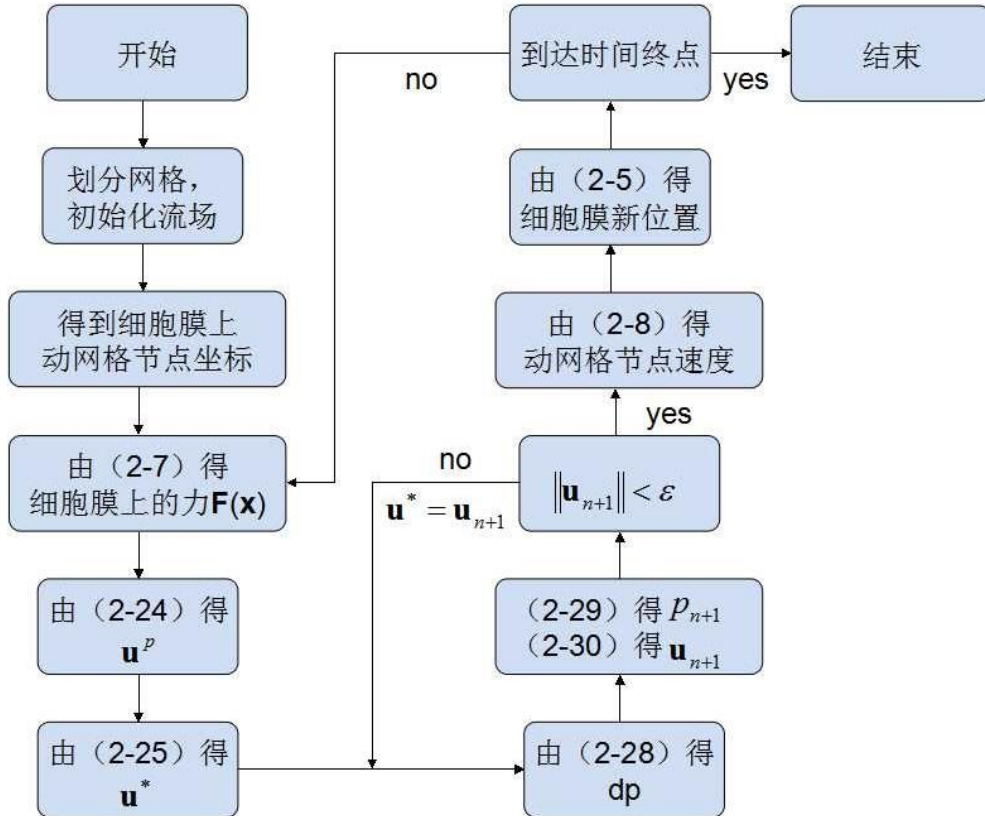 开始
划分网格，
初始化流场
得到细胞膜上
动网格节点坐标
由（2-7）得
细胞膜上的力F(x)
由（2-24）得
u^p
由（2-25）得
u^*
由（2-28）得
dp
（2-29）得 p_{n+1}
（2-30）得 u_{n+1}
‖u_{n+1}‖ < ε
no
u^* = u_{n+1}
yes
由（2-8）得
动网格节点速度
由（2-5）得
细胞膜新位置
到达时间终点
no
yes
结束